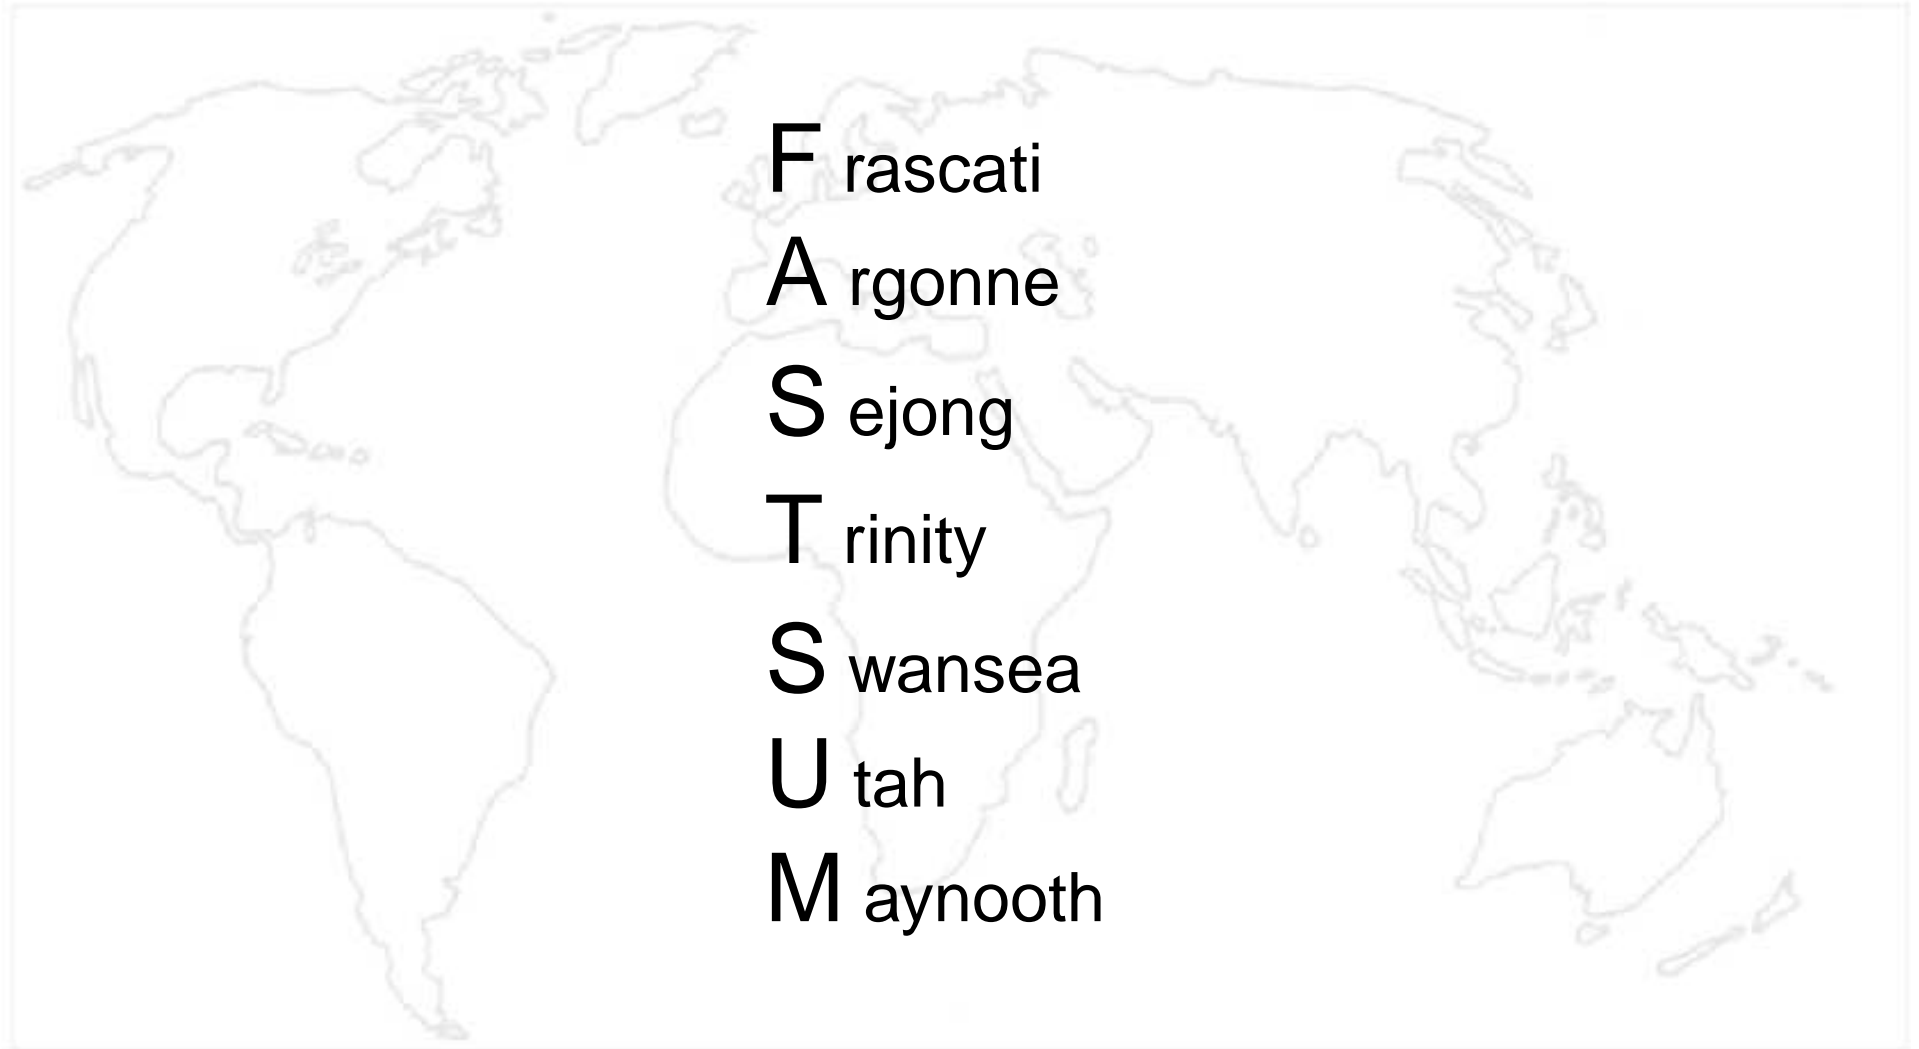 F rascati
A rgonne
S ejong
T rinity
S wansea
U tah
M aynooth